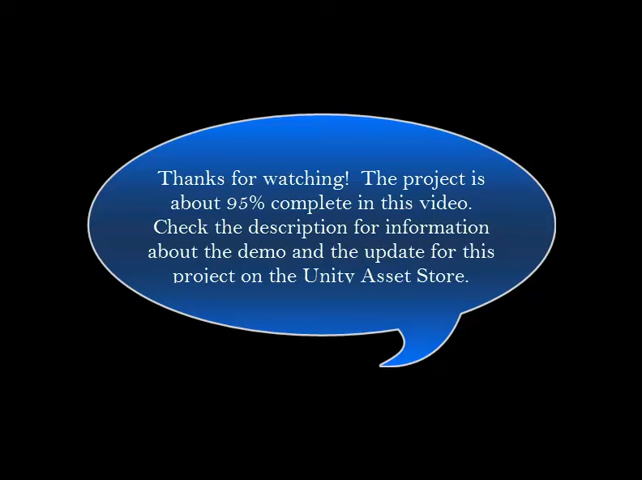 Thanks for watching!  The project is
about 95% complete in this video.
Check the description for information
about the demo and the update for this
project on the Unity Asset Store.